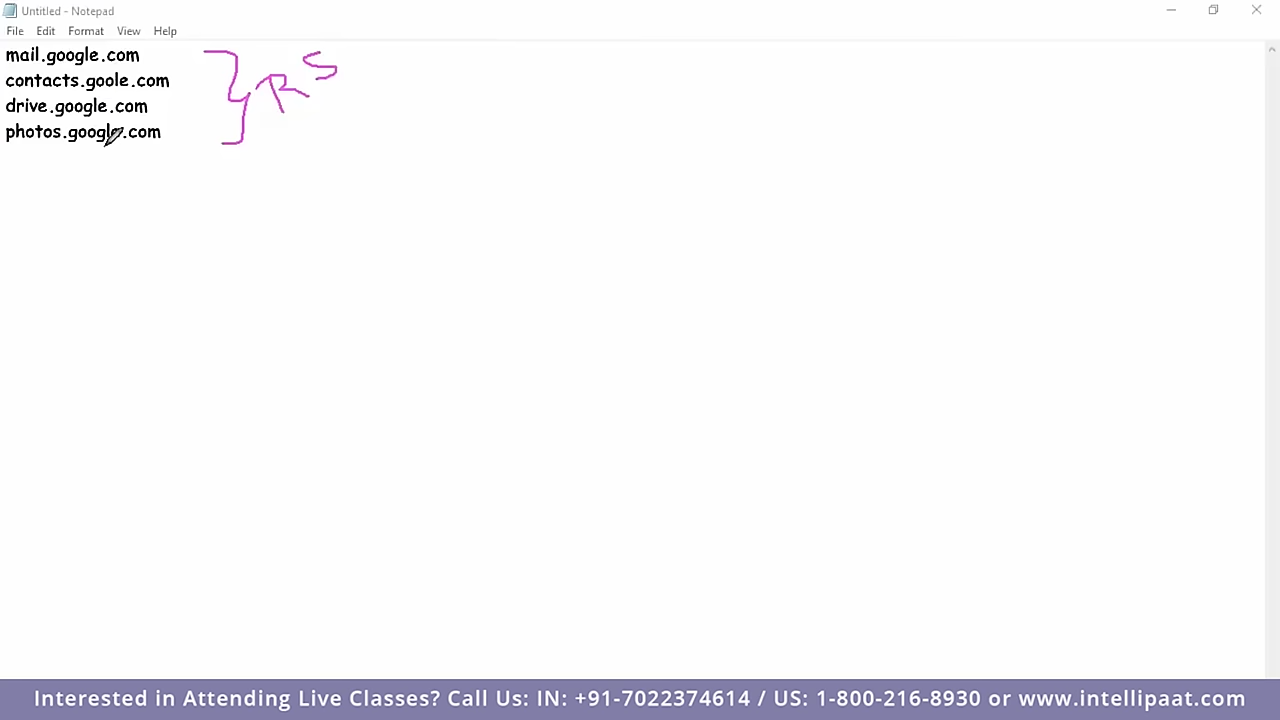 Untitled - Notepad
File Edit Format View Help
mail.google.com
contacts.goole.com
drive.google.com
photos.google.com
RS
Interested in Attending Live Classes? Call Us: IN: +91-7022374614 / US: 1-800-216-8930 or www.intellipaat.com